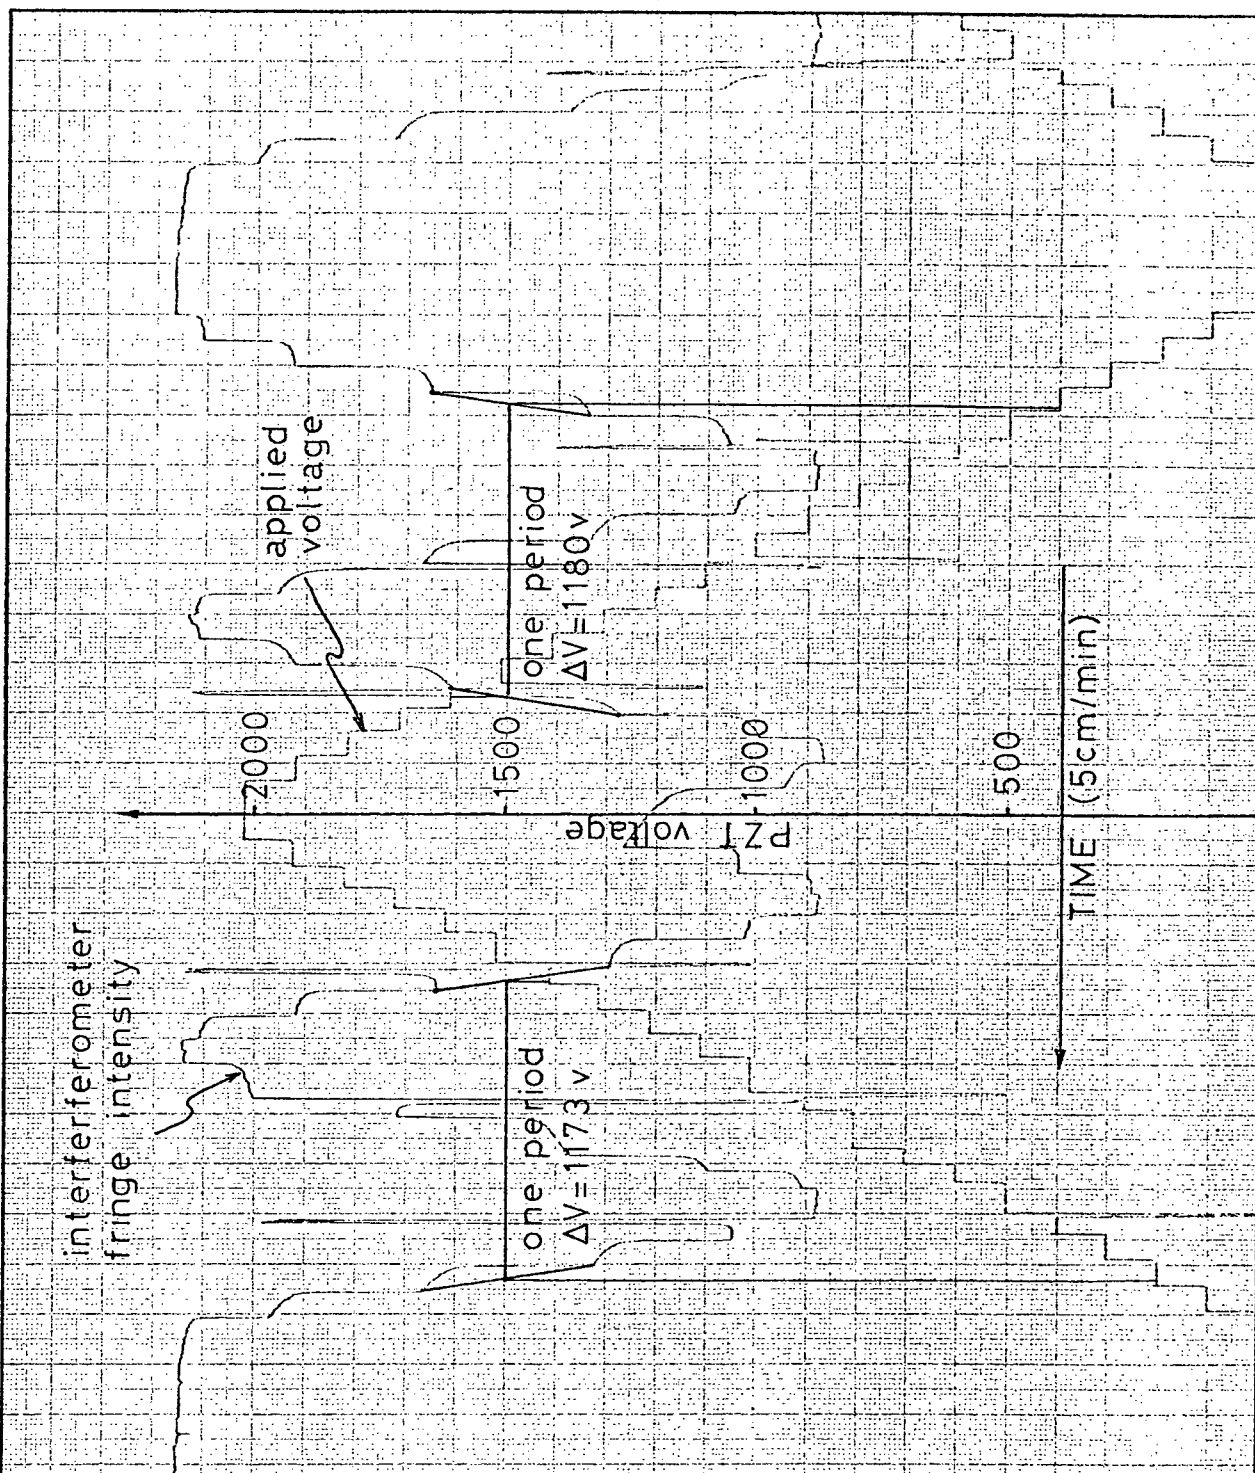 interferometer
fringe intensity
applied
voltage
2000
1500
1000
500
PZT voltage
one period
ΔV=1180v
one period
ΔV=1173v
TIME (5cm/min)